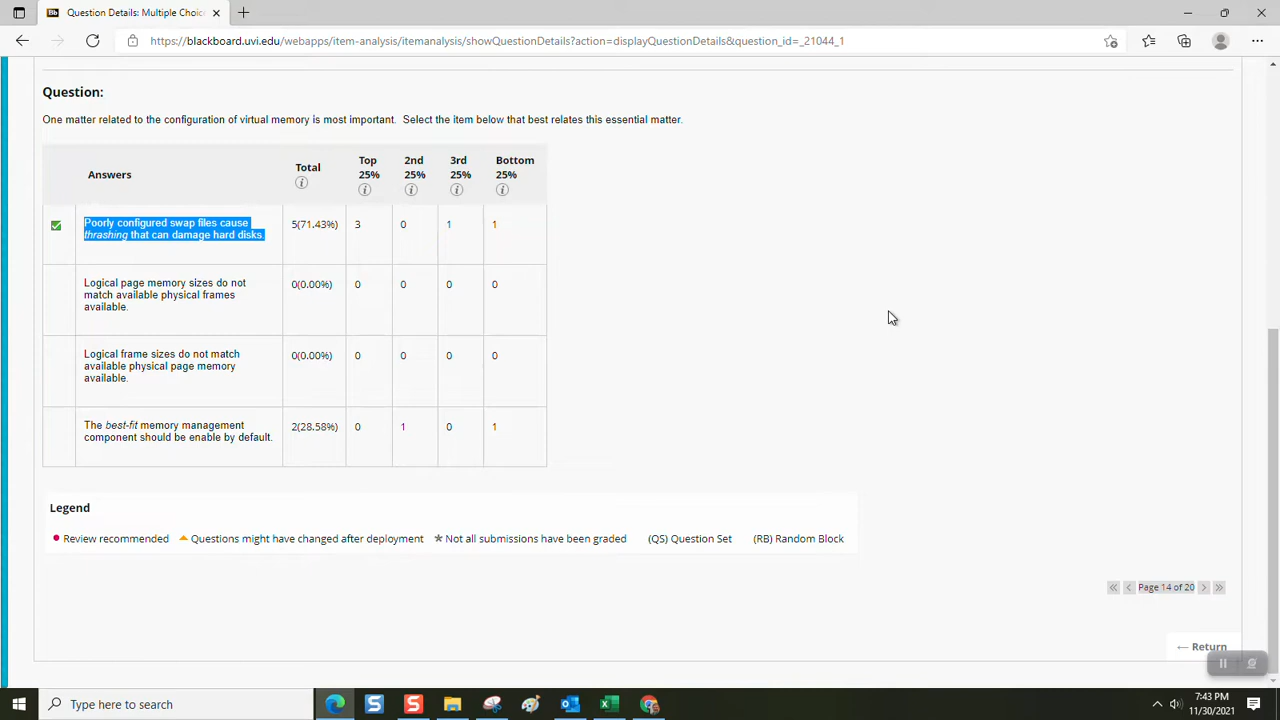 Question Details: Multiple Choic
https://blackboard.uvi.edu/webapps/item-analysis/itemanalysis/showQuestionDetails?action=displayQuestionDetails&question_id=_21044_1
Question:
One matter related to the configuration of virtual memory is most important. Select the item below that best relates this essential matter.
Answers Total Top 25% 2nd 25% 3rd 25% Bottom 25%
Poorly configured swap files cause
thrashing that can damage hard disks.
5(71.43%) 3 0 1 1
Logical page memory sizes do not
match available physical frames
available.
0(0.00%) 0 0 0 0
Logical frame sizes do not match
available physical page memory
available.
0(0.00%) 0 0 0 0
The best-fit memory management
component should be enable by default.
2(28.58%) 0 1 0 1
Legend
Review recommended Questions might have changed after deployment Not all submissions have been graded (QS) Question Set (RB) Random Block
Page 14 of 20
← Return
Type here to search
7:43 PM
11/30/2021